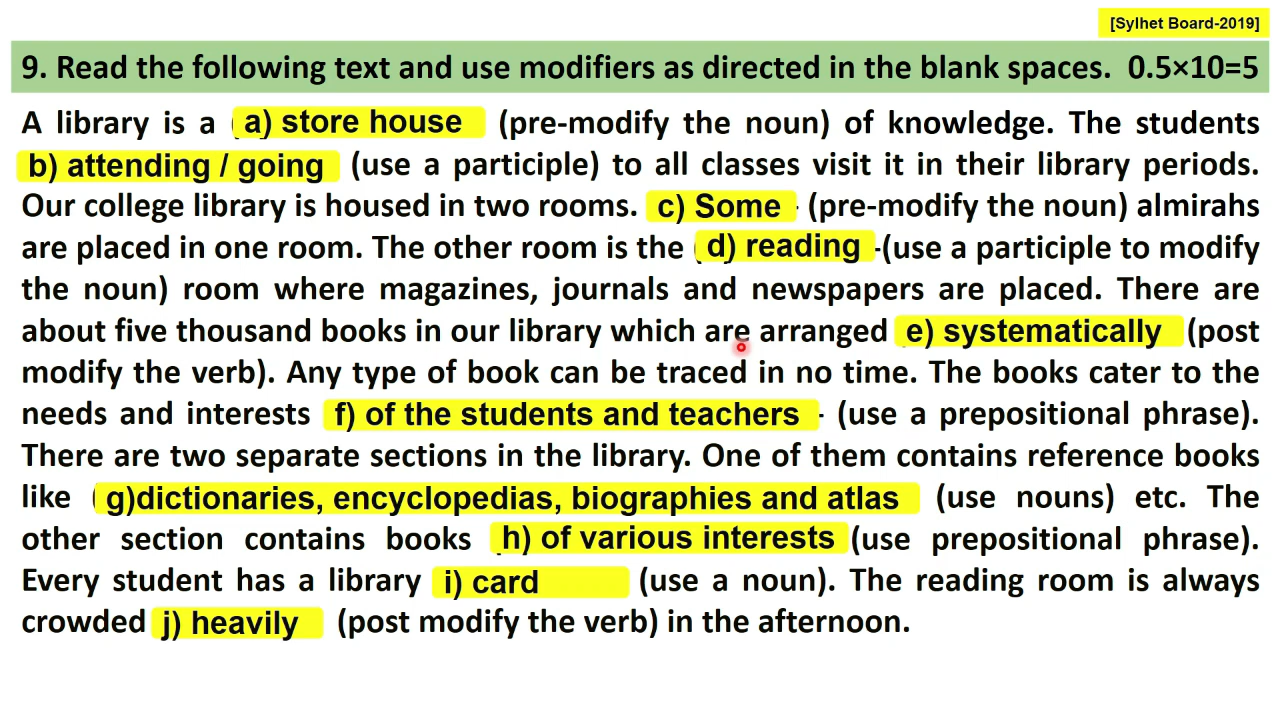 [Sylhet Board-2019]
9. Read the following text and use modifiers as directed in the blank spaces. 0.5×10=5
A library is a a) store house (pre-modify the noun) of knowledge. The students
b) attending / going (use a participle) to all classes visit it in their library periods.
Our college library is housed in two rooms. c) Some (pre-modify the noun) almirahs
are placed in one room. The other room is the d) reading -(use a participle to modify
the noun) room where magazines, journals and newspapers are placed. There are
about five thousand books in our library which are arranged e) systematically (post
modify the verb). Any type of book can be traced in no time. The books cater to the
needs and interests f) of the students and teachers - (use a prepositional phrase).
There are two separate sections in the library. One of them contains reference books
like g)dictionaries, encyclopedias, biographies and atlas (use nouns) etc. The
other section contains books h) of various interests (use prepositional phrase).
Every student has a library i) card (use a noun). The reading room is always
crowded j) heavily (post modify the verb) in the afternoon.